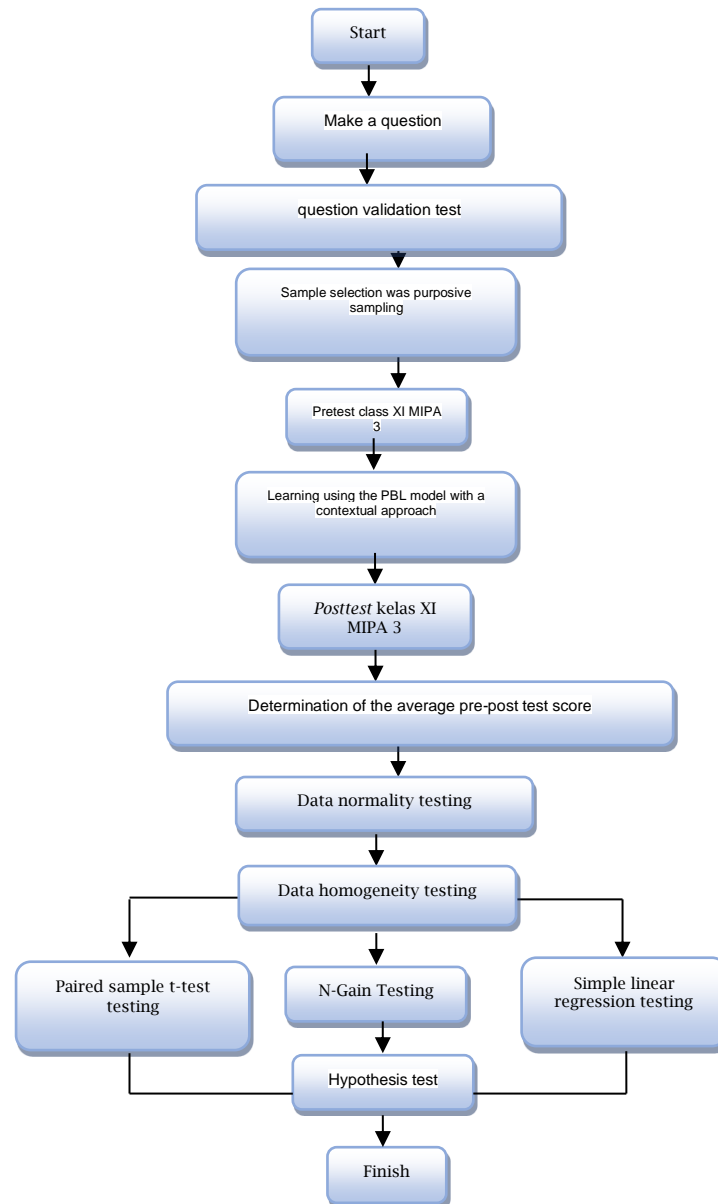 Start
Make a question
question validation test
Sample selection was purposive
sampling
Pretest class XI MIPA
3
Learning using the PBL model with a
contextual approach
Posttest kelas XI
MIPA 3
Determination of the average pre-post test score
Data normality testing
Data homogeneity testing
Paired sample t-test
testing
N-Gain Testing
Simple linear
regression testing
Hypothesis test
Finish